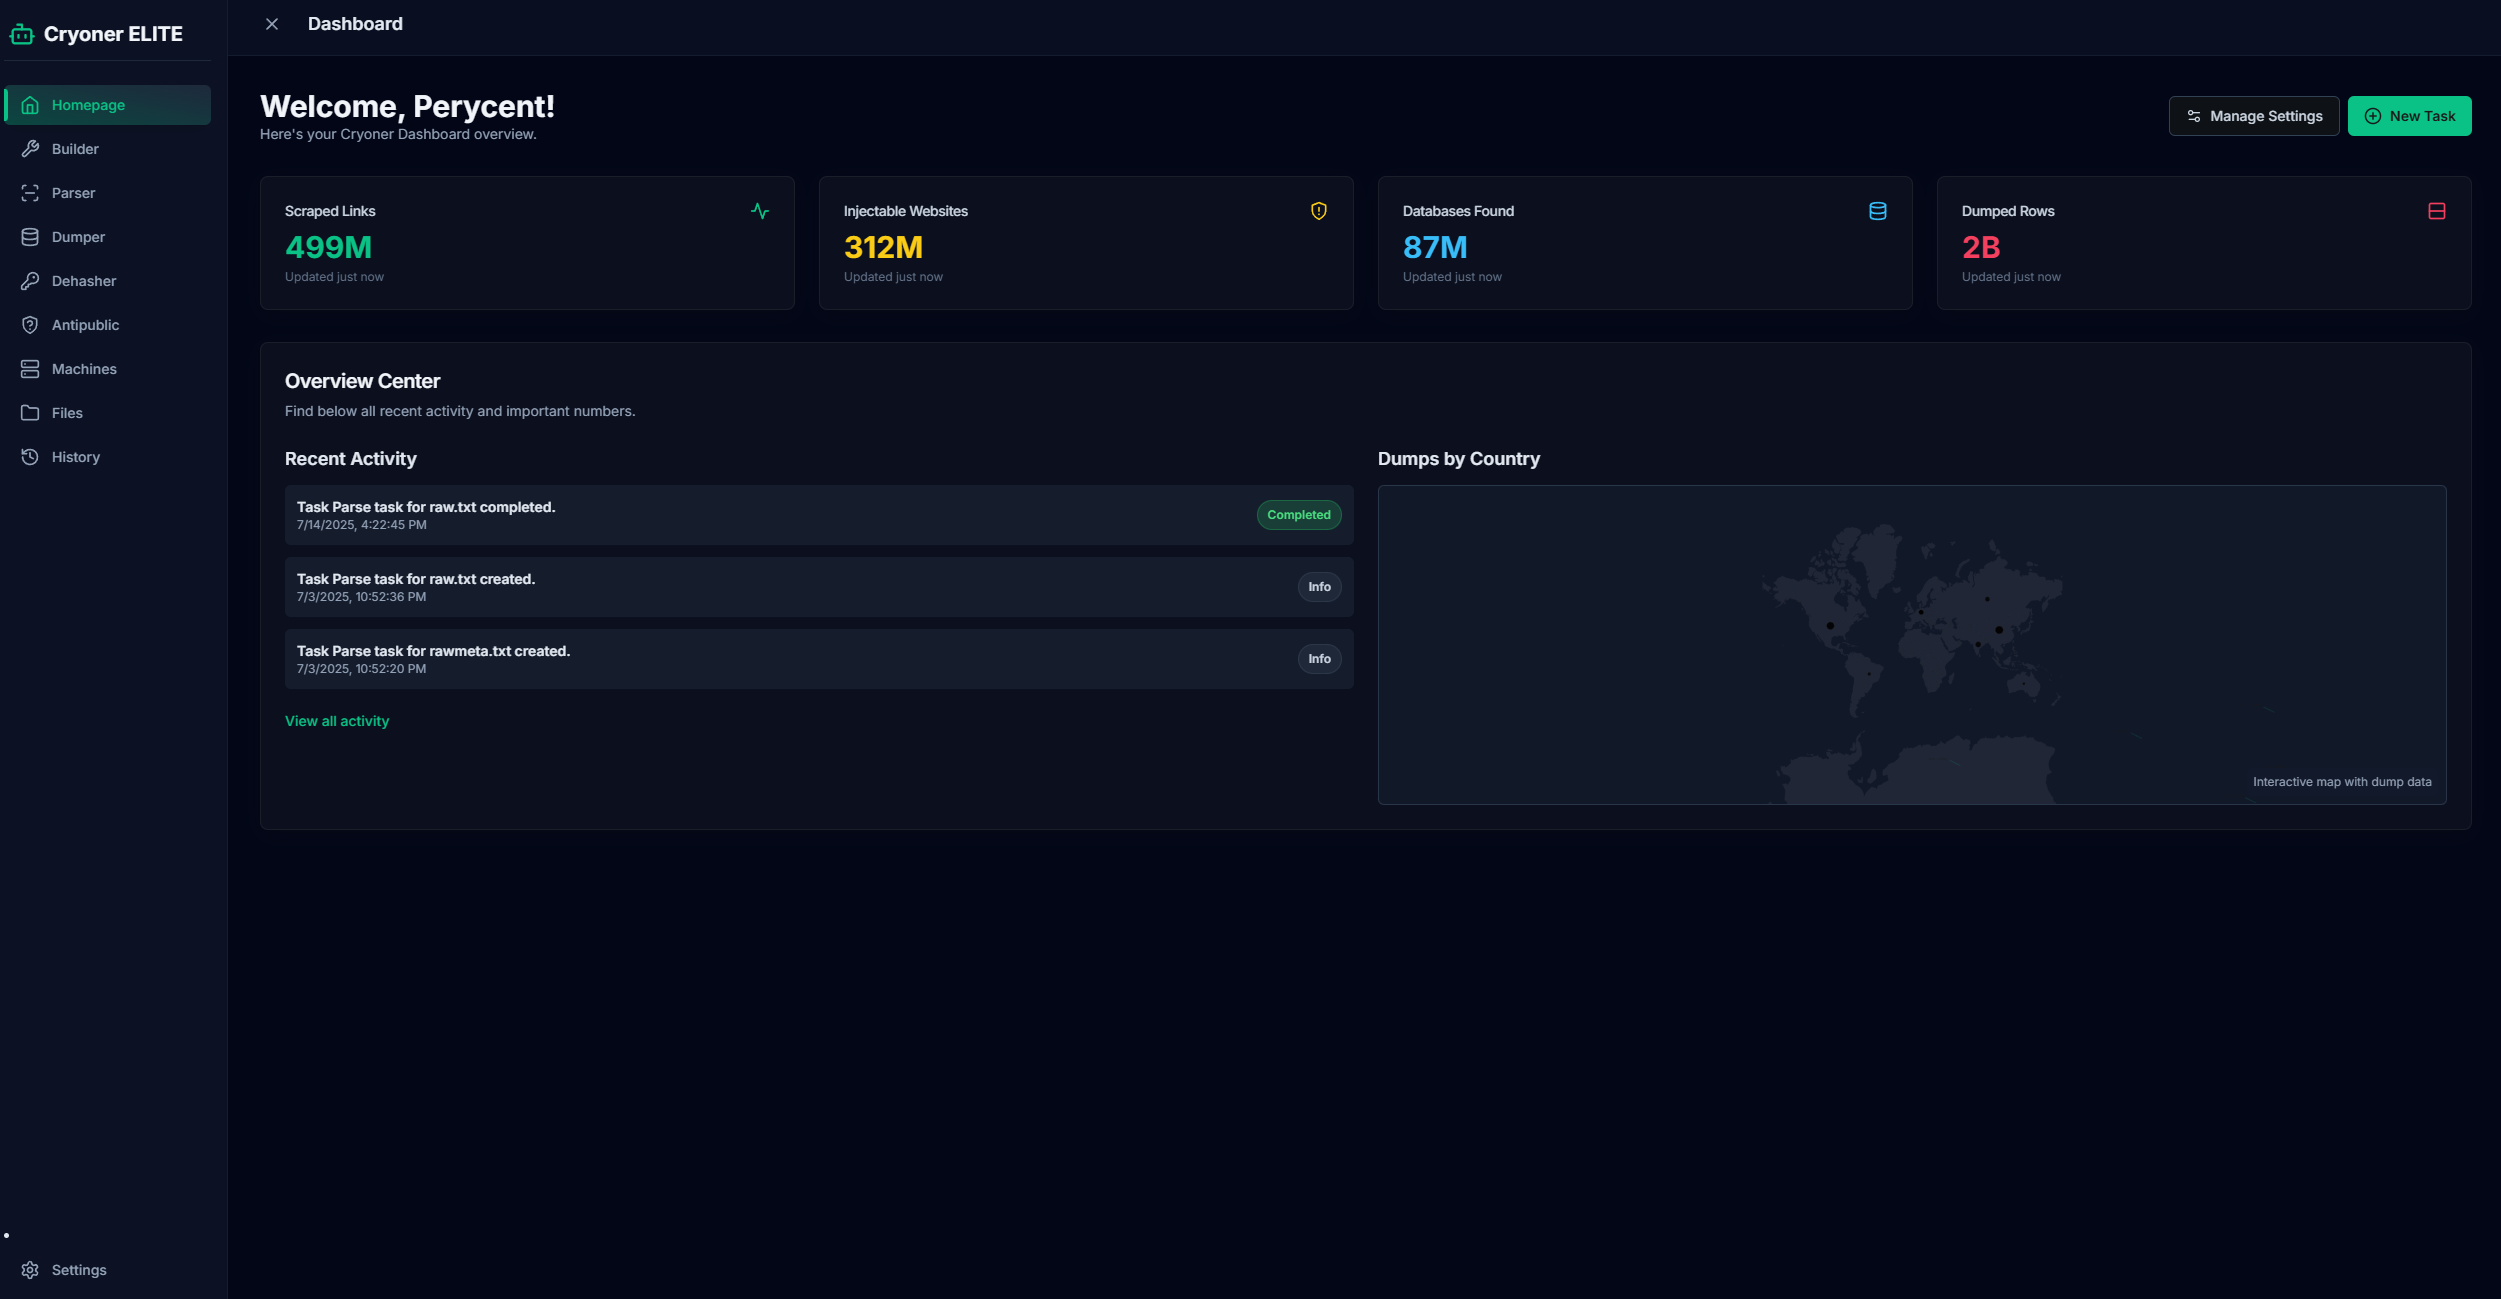 Cryoner ELITE
Homepage
Builder
Parser
Dumper
Dehasher
Antipublic
Machines
Files
History
Settings
Dashboard
Welcome, Perycent!
Here's your Cryoner Dashboard overview.
Manage Settings
New Task
Scraped Links
499M
Updated just now
Injectable Websites
312M
Updated just now
Databases Found
87M
Updated just now
Dumped Rows
2B
Updated just now
Overview Center
Find below all recent activity and important numbers.
Recent Activity
Task Parse task for raw.txt completed.
7/14/2025, 4:22:45 PM
Completed
Task Parse task for raw.txt created.
7/3/2025, 10:52:36 PM
Info
Task Parse task for rawmeta.txt created.
7/3/2025, 10:52:20 PM
Info
View all activity
Dumps by Country
Interactive map with dump data